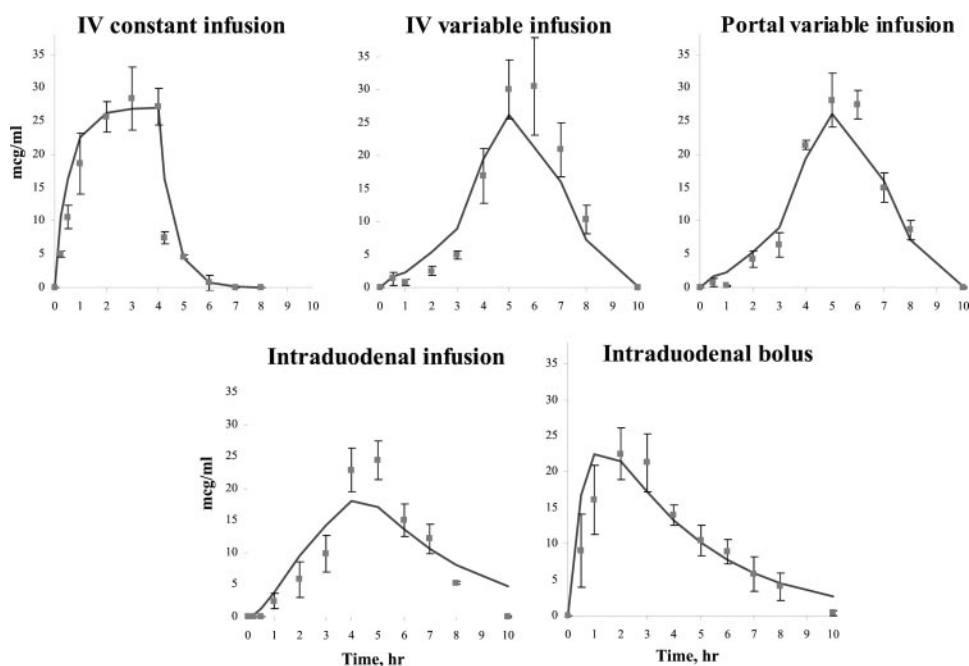 IV constant infusion
IV variable infusion
Portal variable infusion
mcg/ml
35
30
25
20
15
10
5
0
0 1 2 3 4 5 6 7 8 9 10
35
30
25
20
15
10
5
0
0 1 2 3 4 5 6 7 8 9 10
35
30
25
20
15
10
5
0
0 1 2 3 4 5 6 7 8 9 10
Intraduodenal infusion
Intraduodenal bolus
mcg/ml
35
30
25
20
15
10
5
0
0 1 2 3 4 5 6 7 8 9 10
Time, hr
35
30
25
20
15
10
5
0
0 1 2 3 4 5 6 7 8 9 10
Time, hr